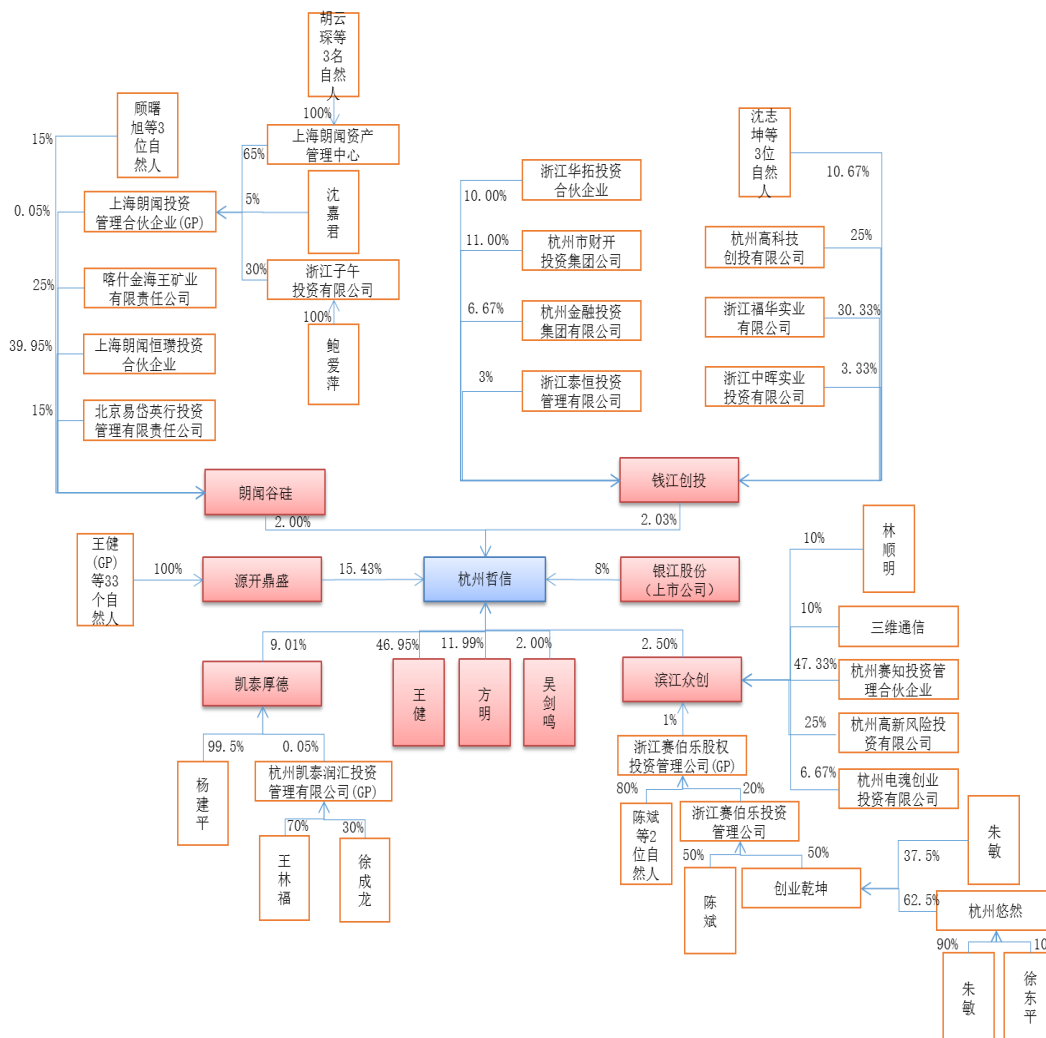 胡云
琛等
3名
自然
人
100%
顾曙
旭等3
位自
然人
15%
上海朗闻资产
管理中心
65%
沈志
坤等
3位
自然
人
10.67%
浙江华拓投资
合伙企业
10.00%
沈
嘉
君
5%
上海朗闻投资
管理合伙企业(GP)
0.05%
11.00%
杭州市财开
投资集团公司
杭州高科技
创投有限公司
25%
30%
浙江子午
投资有限公司
喀什金海王矿业
有限责任公司
25%
100%
鲍
爱
萍
6.67%
杭州金融投资
集团有限公司
浙江福华实业
有限公司
30.33%
39.95%
上海朗闻恒瓒投资
合伙企业
3%
浙江泰恒投资
管理有限公司
浙江中晖实业
投资有限公司
3.33%
15%
北京易岱英行投资
管理有限责任公司
朗闻谷硅
钱江创投
2.00%
2.03%
王健
(GP)
等33
个自
然人
100%
源开鼎盛
15.43%
杭州哲信
8%
银江股份
(上市公司)
10%
林
顺
明
10%
三维通信
9.01%
46.95%
11.99%
2.00%
2.50%
凯泰厚德
王
健
方
明
吴
剑
鸣
滨江众创
47.33%
杭州赛知投资管
理合伙企业
25%
杭州高新风险投
资有限公司
6.67%
杭州电魂创业
投资有限公司
1%
浙江赛伯乐股权
投资管理公司(GP)
99.5%
0.05%
杨
建
平
杭州凯泰润汇投资
管理有限公司(GP)
70%
30%
王
林
福
徐
成
龙
80%
20%
陈斌
等2
位自
然人
浙江赛伯乐投资
管理公司
50%
50%
陈
斌
创业乾坤
37.5%
朱
敏
62.5%
杭州悠然
90%
10
朱
敏
徐
东
平